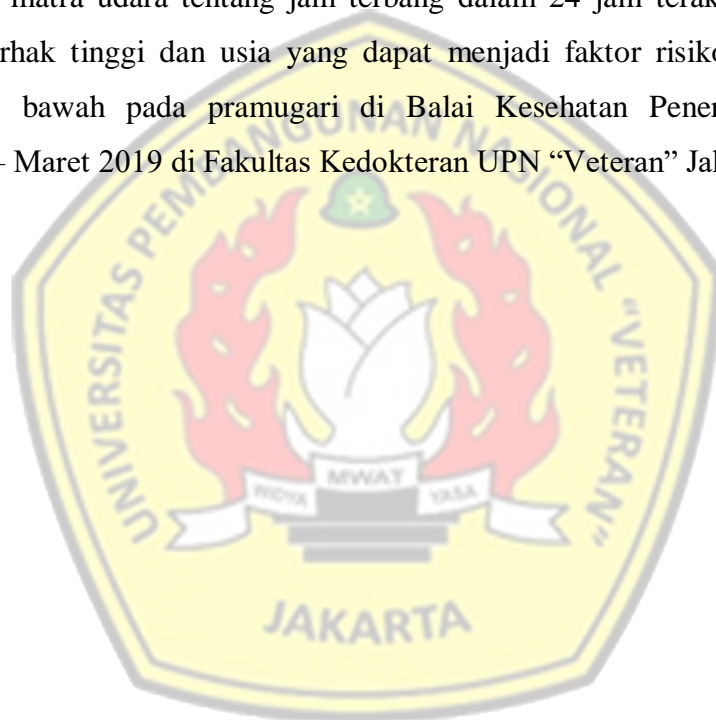 matra udara tentang jam terbang dalam 24 jam terak
rhak tinggi dan usia yang dapat menjadi faktor risiko
bawah pada pramugari di Balai Kesehatan Pener
– Maret 2019 di Fakultas Kedokteran UPN “Veteran” Jak
UNIVERSITAS PEMBANGUNAN NASIONAL "VETERAN"
WIDYA MWAT YASA
JAKARTA